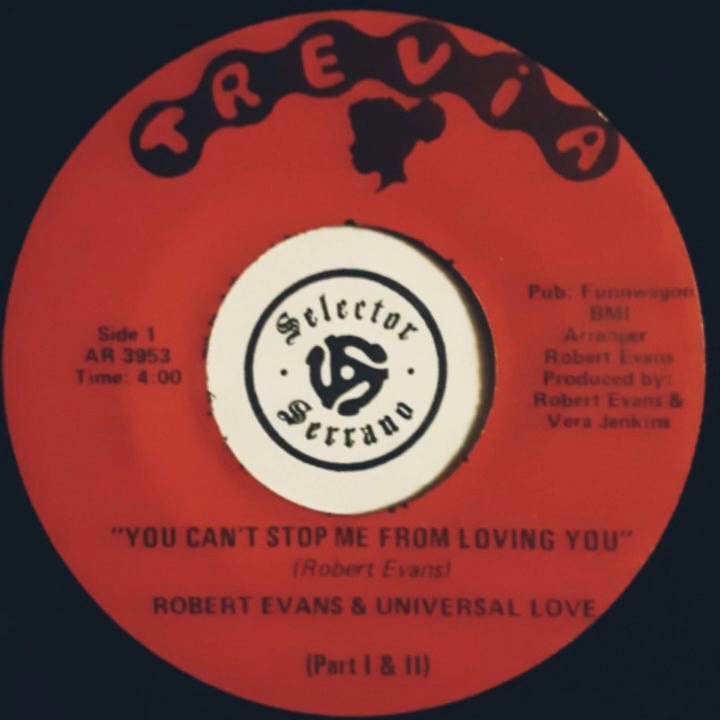 TREViA
Side 1
AR 3953
Time: 4:00
Selector
Serrano
Pub: Funnwagon
BMI
Arranger
Robert Evans
Produced by:
Robert Evans &
Vera Jenkins
"YOU CAN'T STOP ME FROM LOVING YOU"
(Robert Evans)
ROBERT EVANS & UNIVERSAL LOVE
(Part I & II)